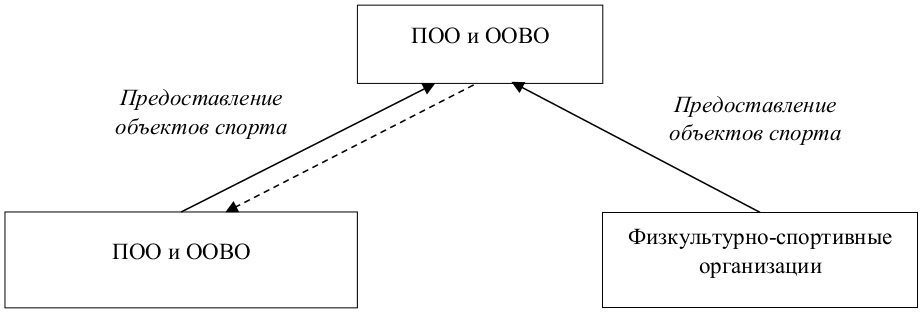 ПОО и ООВО
Предоставление
объектов спорта
Предоставление
объектов спорта
ПОО и ООВО
Физкультурно-спортивные
организации